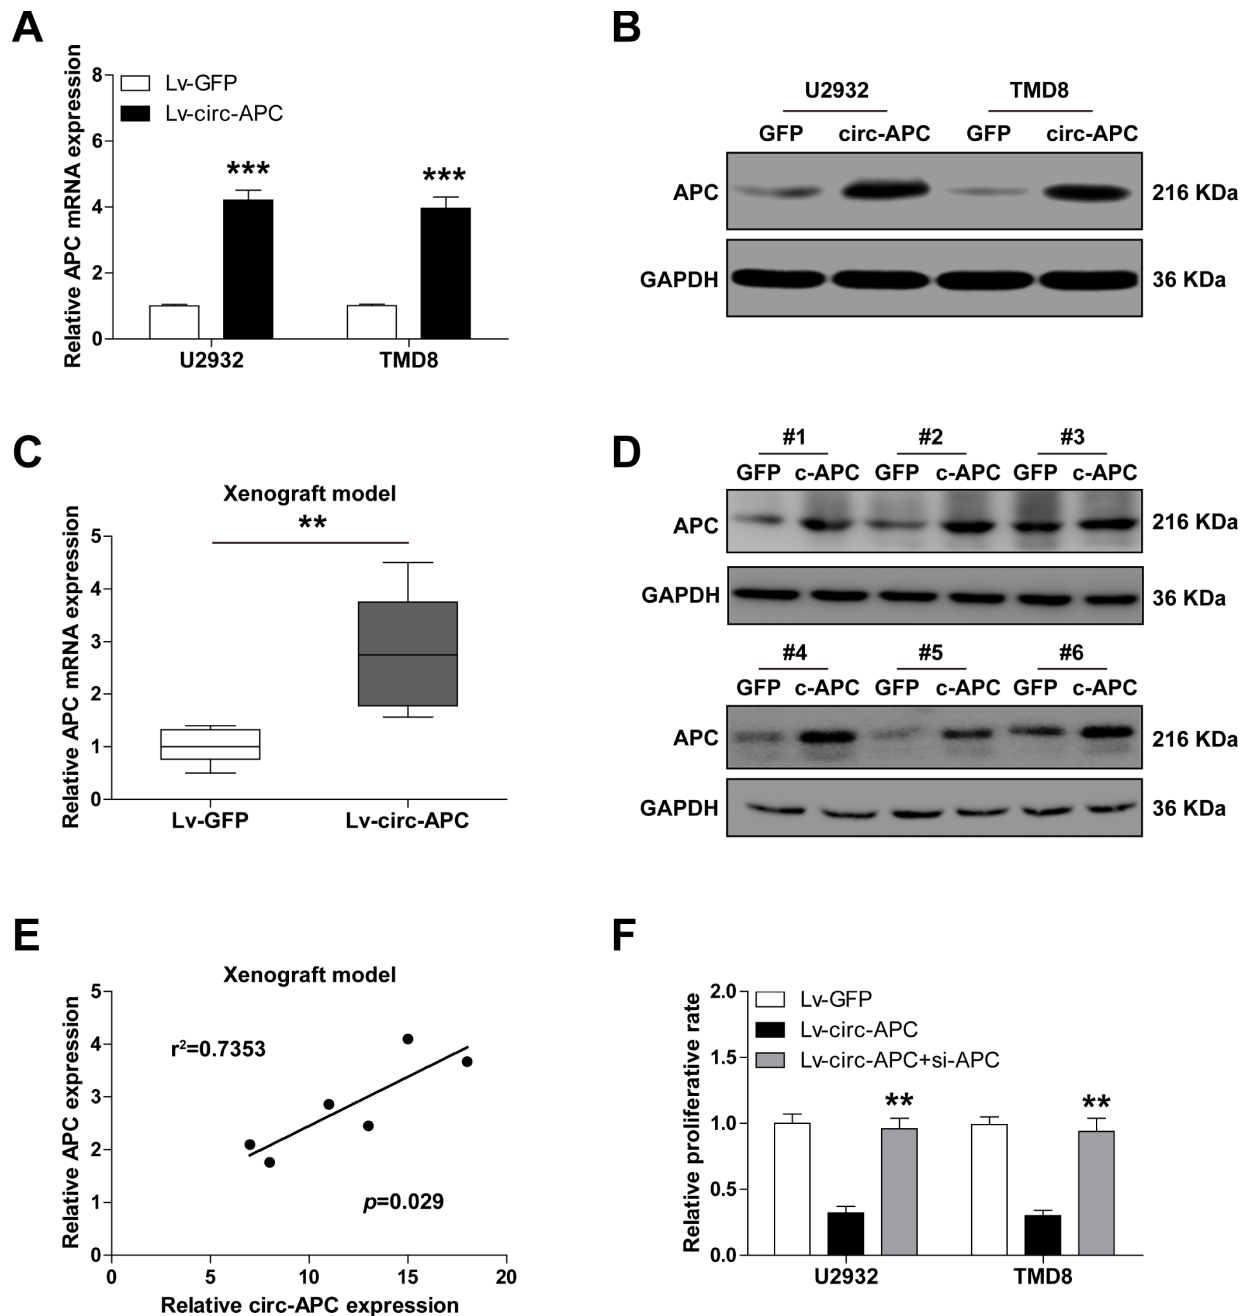 A
Relative APC mRNA expression
8
6
4
2
0
Lv-GFP
Lv-circ-APC
***
***
U2932
TMD8
B
U2932 TMD8
GFP circ-APC GFP circ-APC
APC 216 KDa
GAPDH 36 KDa
C
Xenograft model
**
Relative APC mRNA expression
5
4
3
2
1
0
Lv-GFP
Lv-circ-APC
D
#1 #2 #3
GFP c-APC GFP c-APC GFP c-APC
APC 216 KDa
GAPDH 36 KDa
#4 #5 #6
GFP c-APC GFP c-APC GFP c-APC
APC 216 KDa
GAPDH 36 KDa
E
Xenograft model
Relative APC expression
5
4
3
2
1
0
r²=0.7353
p=0.029
0 5 10 15 20
Relative circ-APC expression
F
Relative proliferative rate
2.0
1.5
1.0
0.5
0.0
Lv-GFP
Lv-circ-APC
Lv-circ-APC+si-APC
**
**
U2932
TMD8